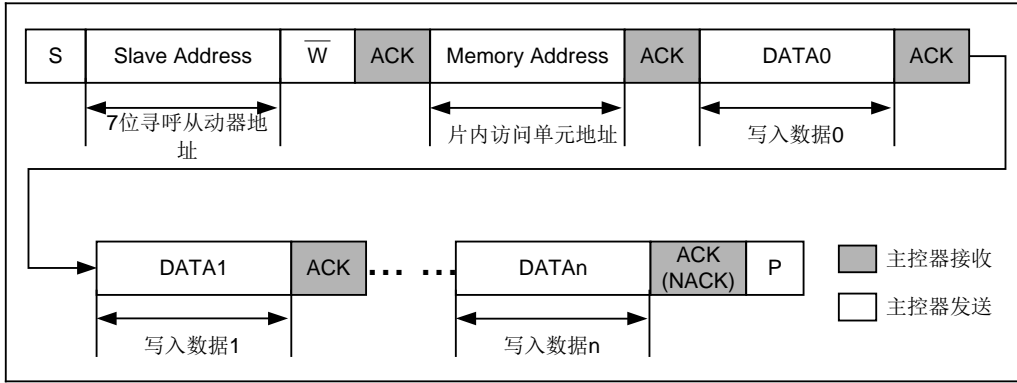 S Slave Address W ACK Memory Address ACK DATA0 ACK
7位寻呼从动器地
址
片内访问单元地址
写入数据0
DATA1 ACK ... ... DATAn ACK
(NACK) P
主控器接收
主控器发送
写入数据1
写入数据n